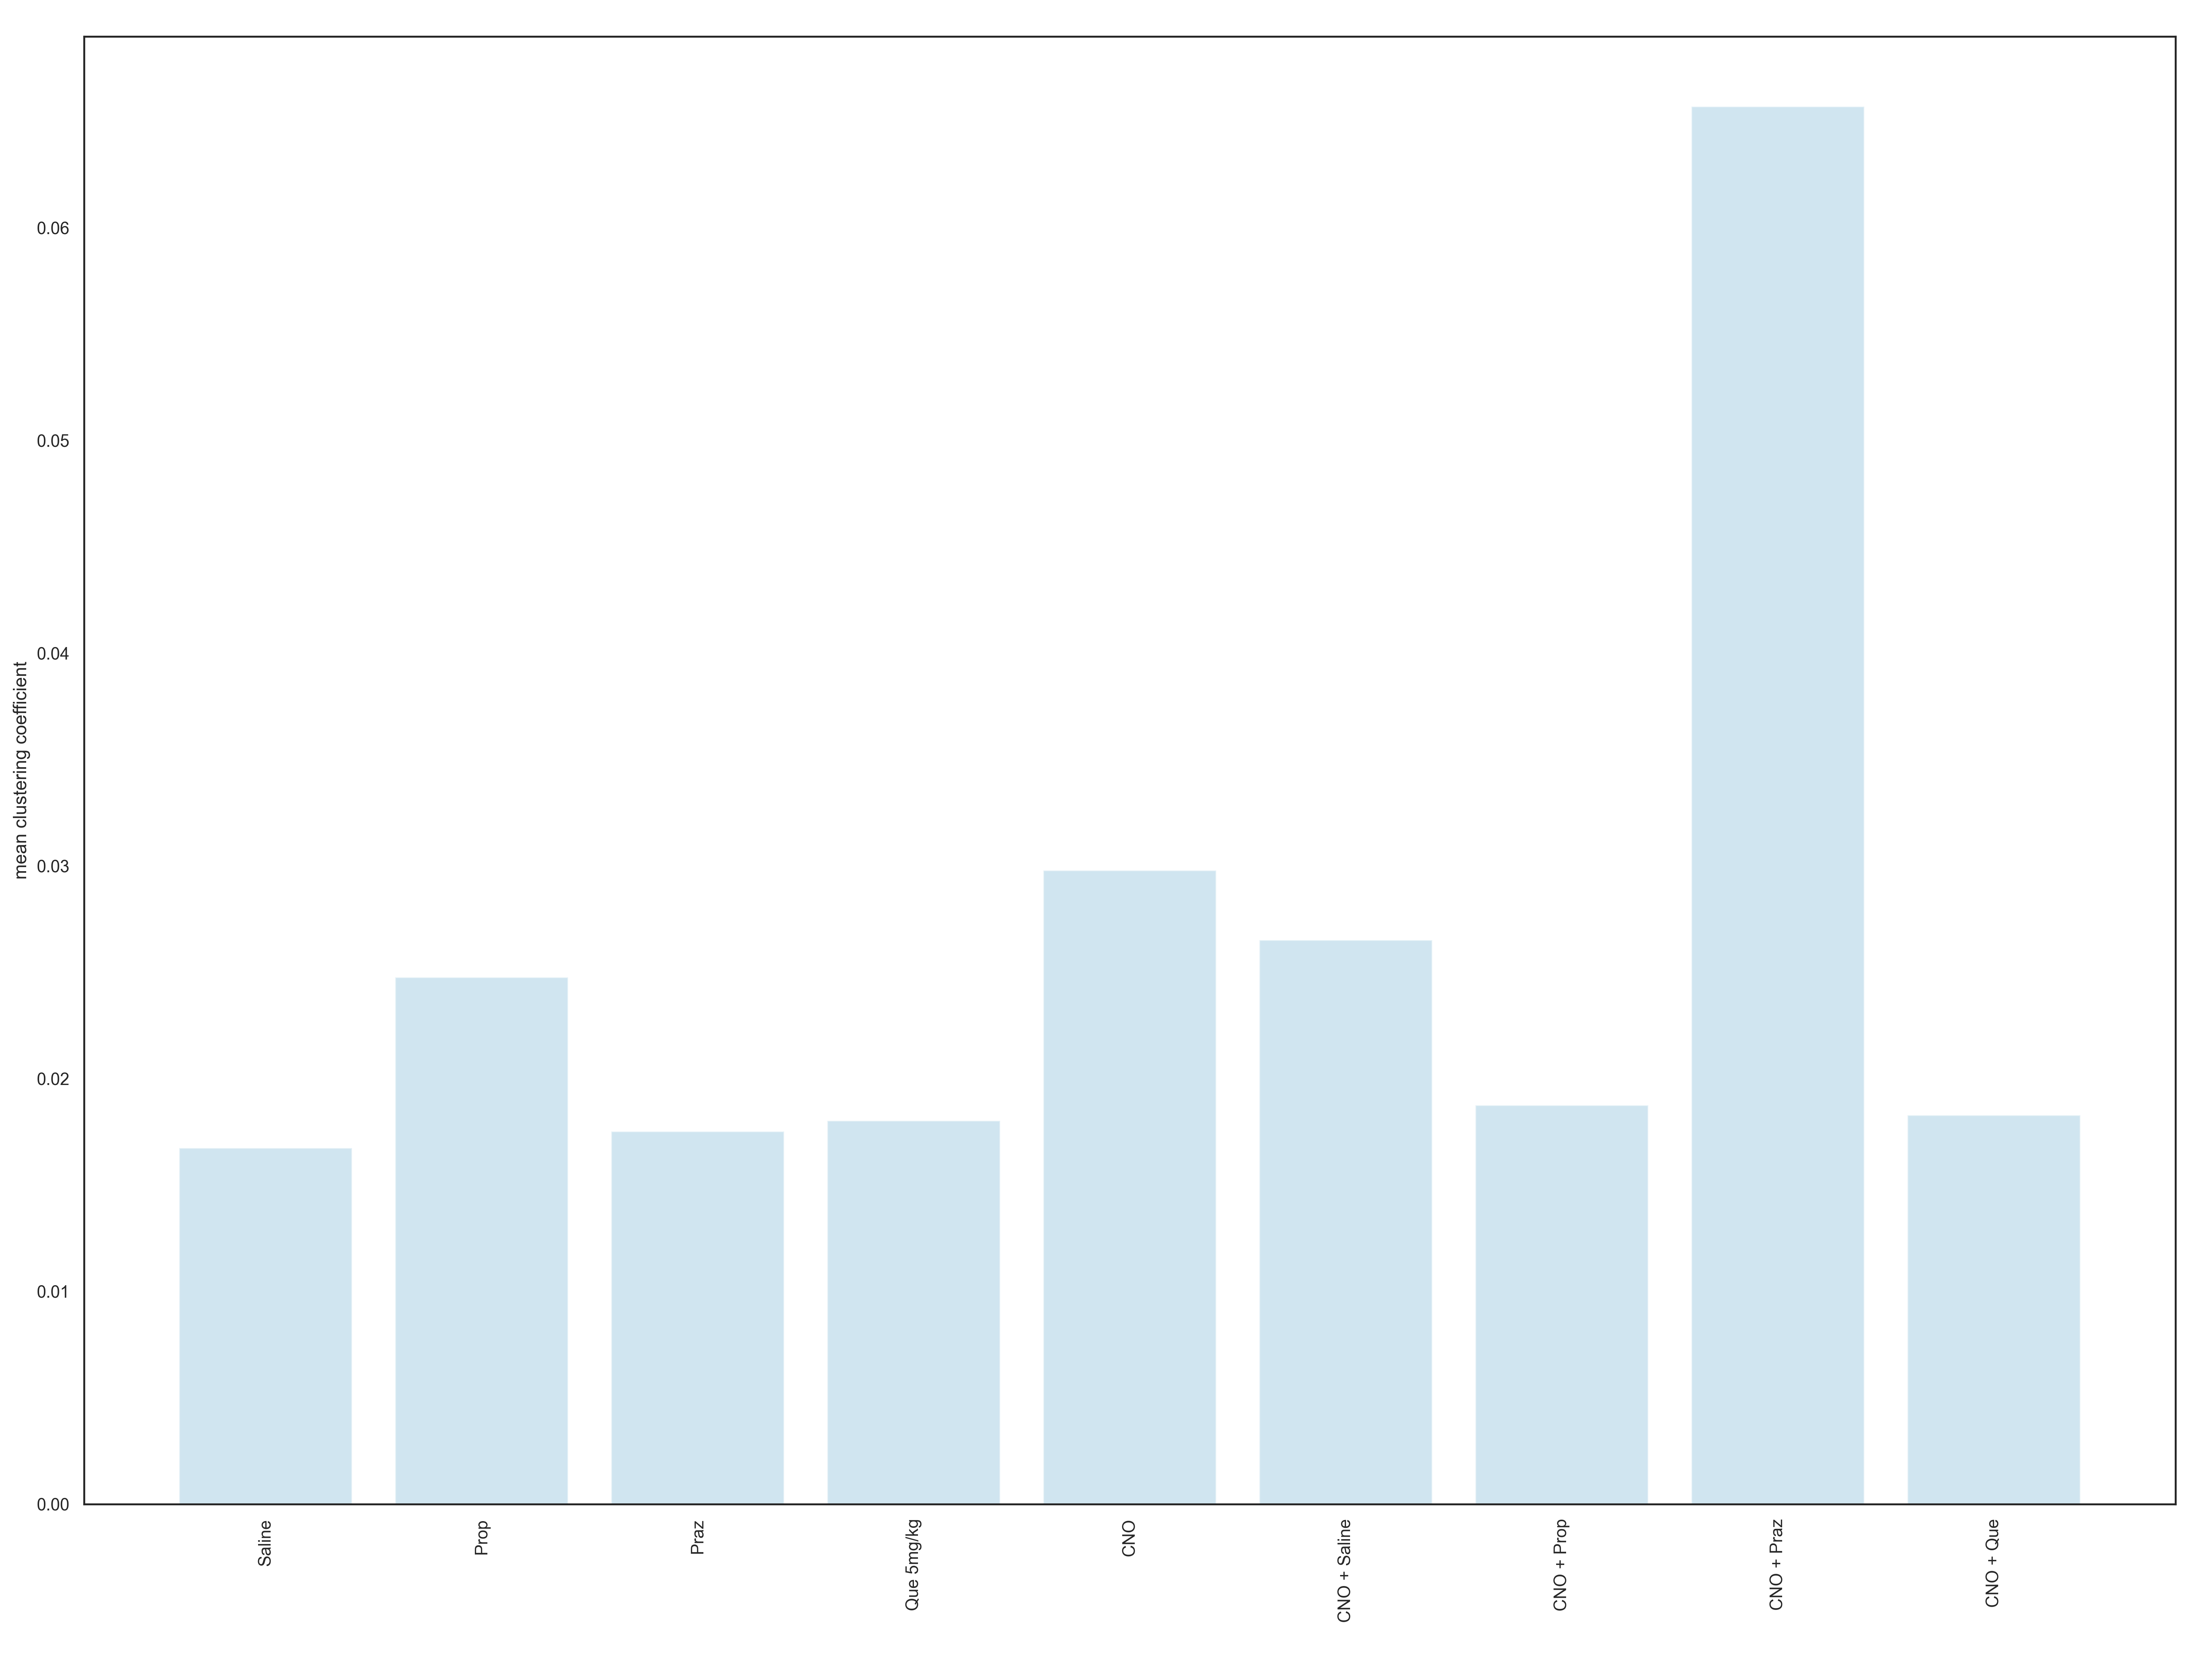 mean clustering coefficient
0.06
0.05
0.04
0.03
0.02
0.01
0.00
Saline
Prop
Praz
Que 5mg/kg
CNO
CNO + Saline
CNO + Prop
CNO + Praz
CNO + Que